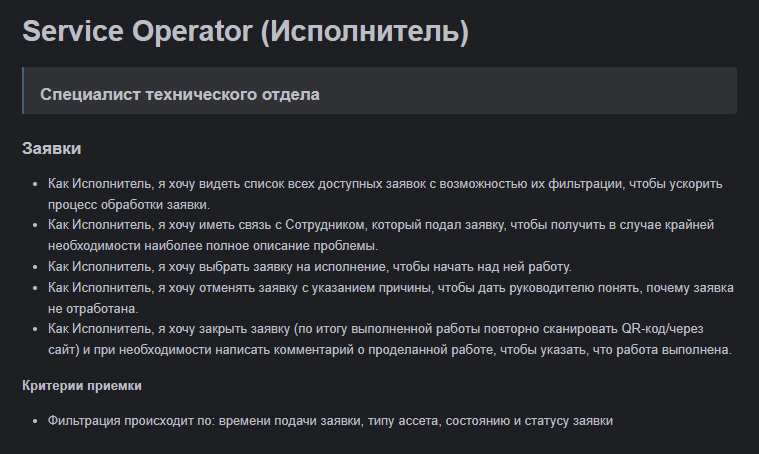 Service Operator (Исполнитель)
Специалист технического отдела
Заявки
• Как Исполнитель, я хочу видеть список всех доступных заявок с возможностью их фильтрации, чтобы ускорить
процесс обработки заявки.
• Как Исполнитель, я хочу иметь связь с Сотрудником, который подал заявку, чтобы получить в случае крайней
необходимости наиболее полное описание проблемы.
• Как Исполнитель, я хочу выбрать заявку на исполнение, чтобы начать над ней работу.
• Как Исполнитель, я хочу отменять заявку с указанием причины, чтобы дать руководителю понять, почему заявка
не отработана.
• Как Исполнитель, я хочу закрыть заявку (по итогу выполненной работы повторно сканировать QR-код/через
сайт) и при необходимости написать комментарий о проделанной работе, чтобы указать, что работа выполнена.
Критерии приемки
• Фильтрация происходит по: времени подачи заявки, типу ассета, состоянию и статусу заявки